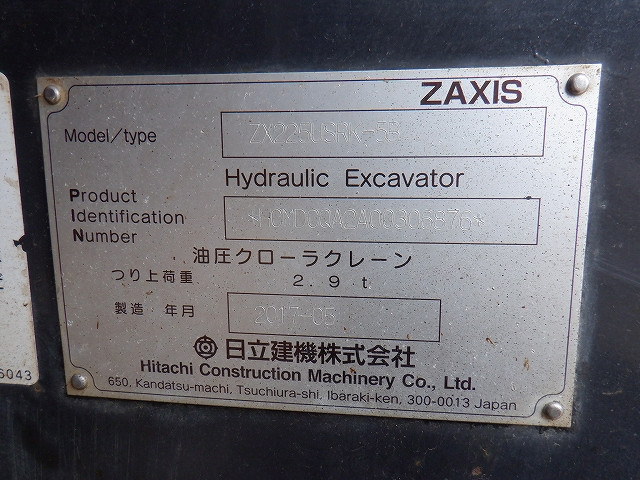 ZAXIS
Model/type ZX225USRK-5B
Hydraulic Excavator
Product
Identification
Number
油圧クローラクレーン
つり上荷重 2.9t
製造 年月 2017-05
日立建機株式会社
Hitachi Construction Machinery Co., Ltd.
650, Kandatsu-machi, Tsuchiura-shi, Ibaraki-ken, 300-0013 Japan
6043